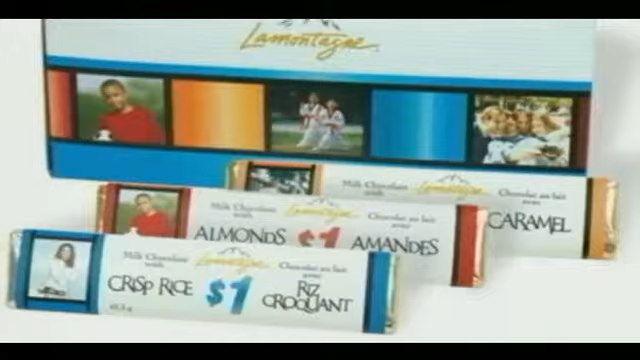 Lamontagne
Milk Chocolate with
Lamontagne
Chocolat au lait avec
CARAMEL
Milk Chocolate with
Lamontagne
Chocolat au lait avec
ALMONDS $1 AMANDES
Milk Chocolate with
Lamontagne
Chocolat au lait avec
CRISP RICE $1 RIZ CROQUANT